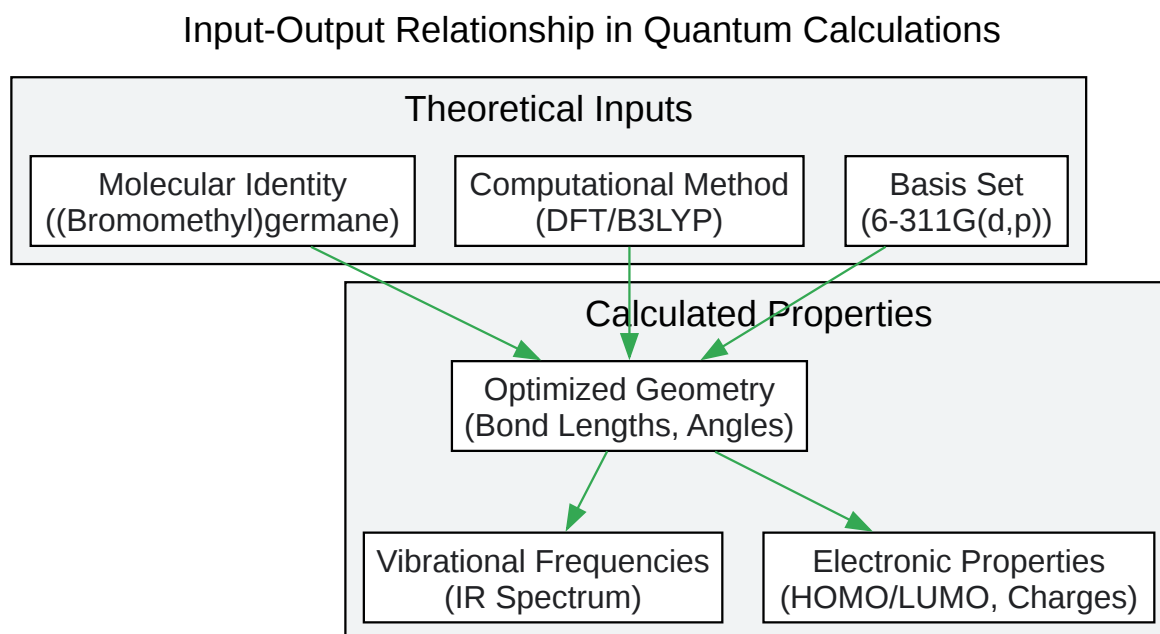 Input-Output Relationship in Quantum Calculations
Theoretical Inputs
Molecular Identity
((Bromomethyl)germane)
Computational Method
(DFT/B3LYP)
Basis Set
(6-311G(d,p))
Calculated Properties
Optimized Geometry
(Bond Lengths, Angles)
Vibrational Frequencies
(IR Spectrum)
Electronic Properties
(HOMO/LUMO, Charges)